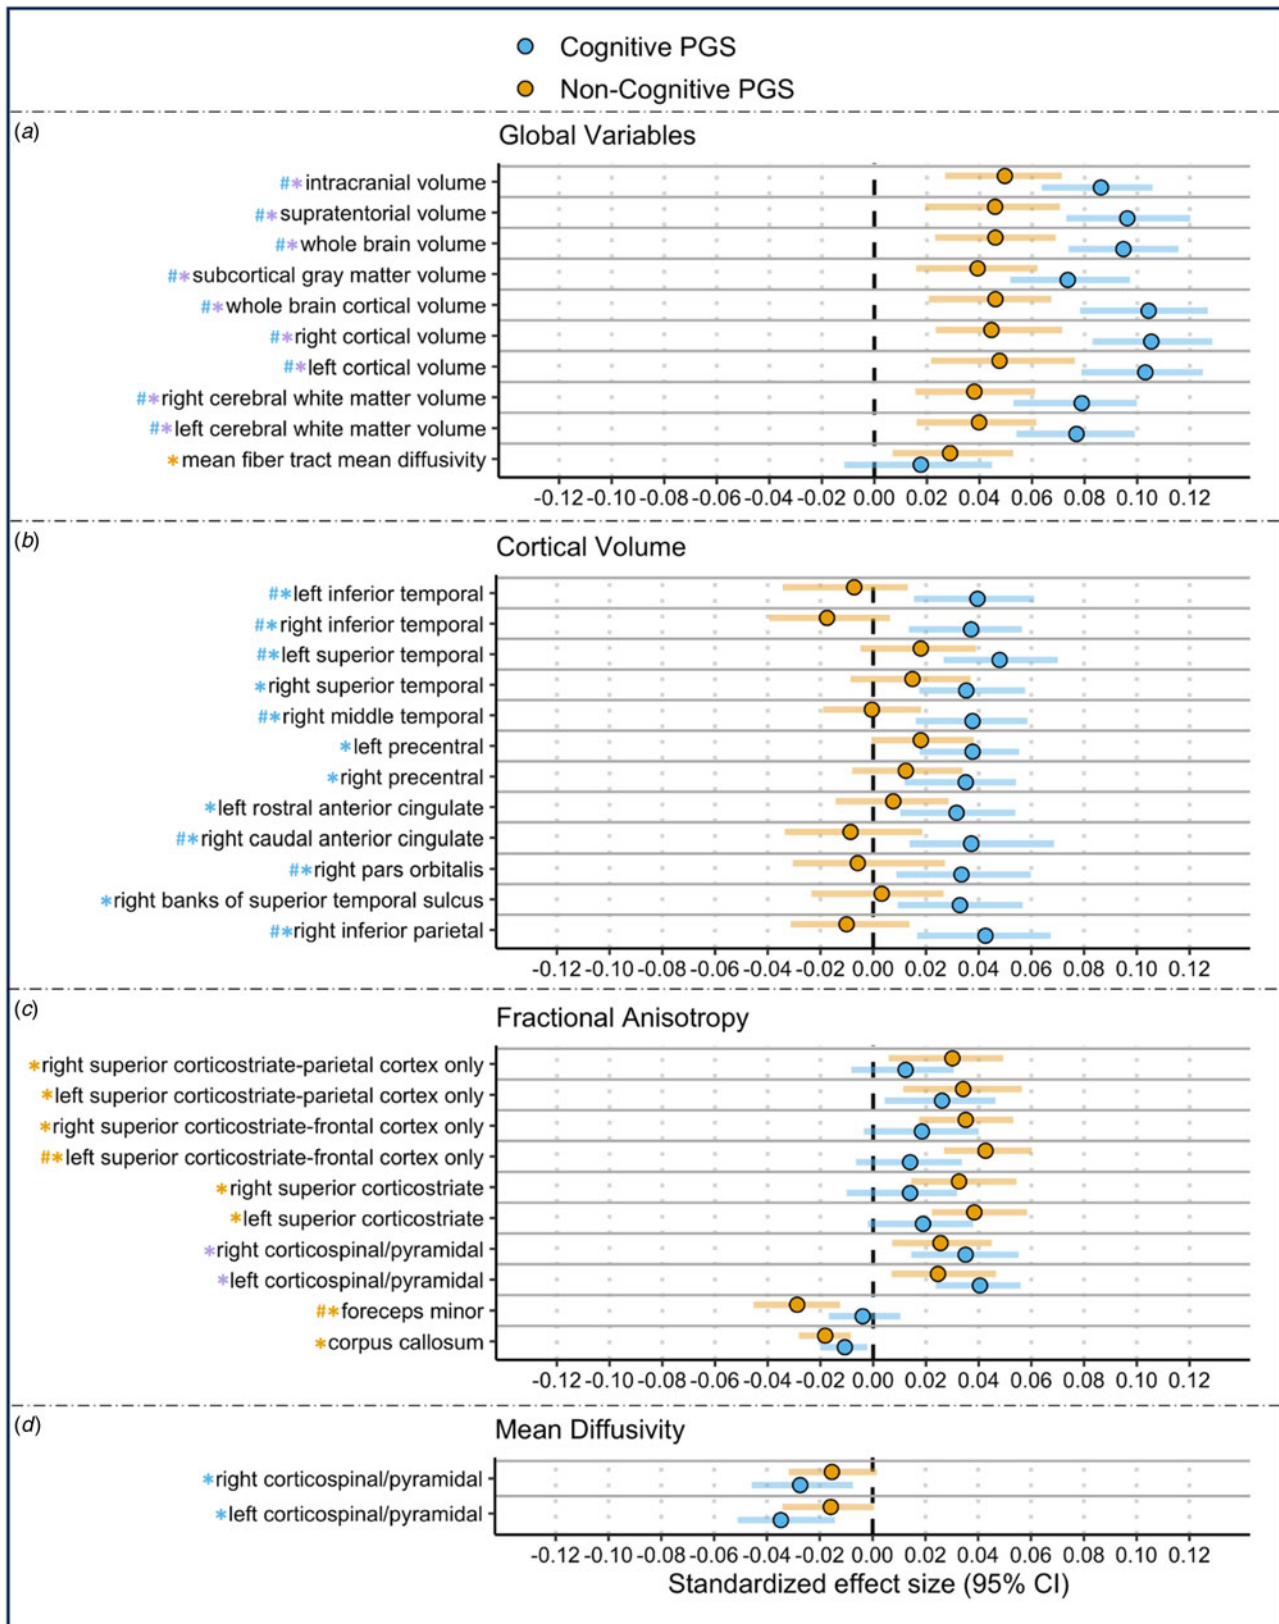 Cognitive PGS
Non-Cognitive PGS
(a)
Global Variables
#*intracranial volume
#*supratentorial volume
#*whole brain volume
#*subcortical gray matter volume
#*whole brain cortical volume
#*right cortical volume
#*left cortical volume
#*right cerebral white matter volume
#*left cerebral white matter volume
*mean fiber tract mean diffusivity
-0.12 -0.10 -0.08 -0.06 -0.04 -0.02 0.00 0.02 0.04 0.06 0.08 0.10 0.12
(b)
Cortical Volume
#*left inferior temporal
#*right inferior temporal
#*left superior temporal
*right superior temporal
#*right middle temporal
*left precentral
*right precentral
*left rostral anterior cingulate
#*right caudal anterior cingulate
#*right pars orbitalis
*right banks of superior temporal sulcus
#*right inferior parietal
-0.12 -0.10 -0.08 -0.06 -0.04 -0.02 0.00 0.02 0.04 0.06 0.08 0.10 0.12
(c)
Fractional Anisotropy
*right superior corticostriate-parietal cortex only
*left superior corticostriate-parietal cortex only
*right superior corticostriate-frontal cortex only
#*left superior corticostriate-frontal cortex only
*right superior corticostriate
*left superior corticostriate
*right corticospinal/pyramidal
*left corticospinal/pyramidal
#*foreceps minor
*corpus callosum
-0.12 -0.10 -0.08 -0.06 -0.04 -0.02 0.00 0.02 0.04 0.06 0.08 0.10 0.12
(d)
Mean Diffusivity
*right corticospinal/pyramidal
*left corticospinal/pyramidal
-0.12 -0.10 -0.08 -0.06 -0.04 -0.02 0.00 0.02 0.04 0.06 0.08 0.10 0.12
Standardized effect size (95% CI)